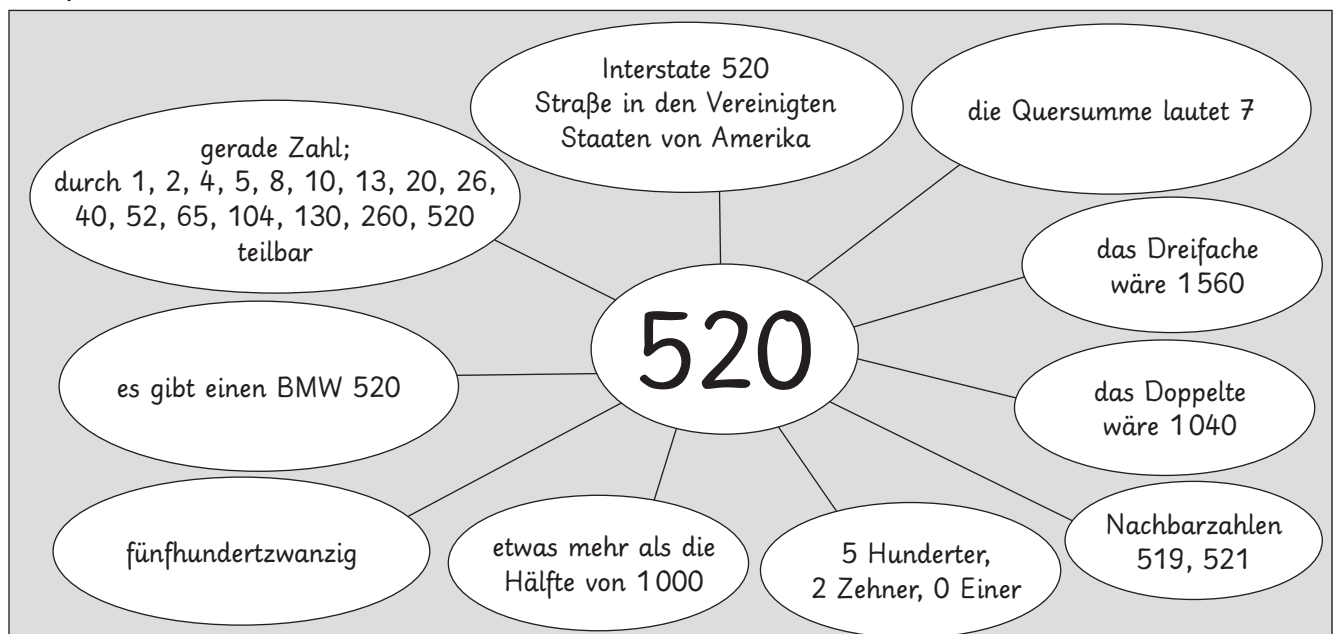 Interstate 520
Straße in den Vereinigten
Staaten von Amerika
die Quersumme lautet 7
gerade Zahl;
durch 1, 2, 4, 5, 8, 10, 13, 20, 26,
40, 52, 65, 104, 130, 260, 520
teilbar
das Dreifache
wäre 1560
520
es gibt einen BMW 520
das Doppelte
wäre 1040
fünfhundertzwanzig
etwas mehr als die
Hälfte von 1000
5 Hunderter,
2 Zehner, 0 Einer
Nachbarzahlen
519, 521